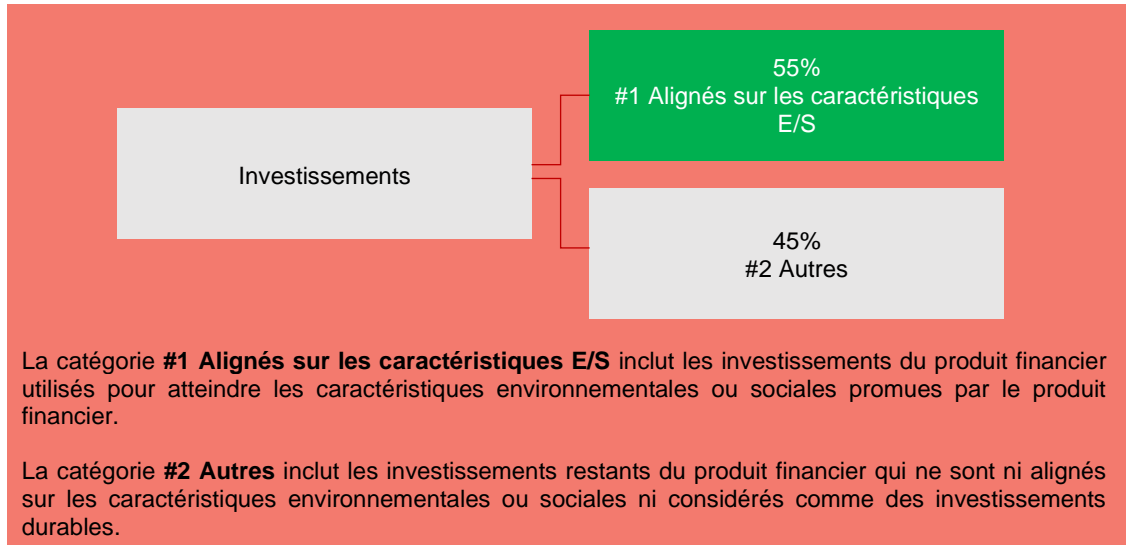 55%
#1 Alignés sur les caractéristiques
E/S
Investissements
45%
#2 Autres
La catégorie #1 Alignés sur les caractéristiques E/S inclut les investissements du produit financier
utilisés pour atteindre les caractéristiques environnementales ou sociales promues par le produit
financier.
La catégorie #2 Autres inclut les investissements restants du produit financier qui ne sont ni alignés
sur les caractéristiques environnementales ou sociales ni considérés comme des investissements
durables.